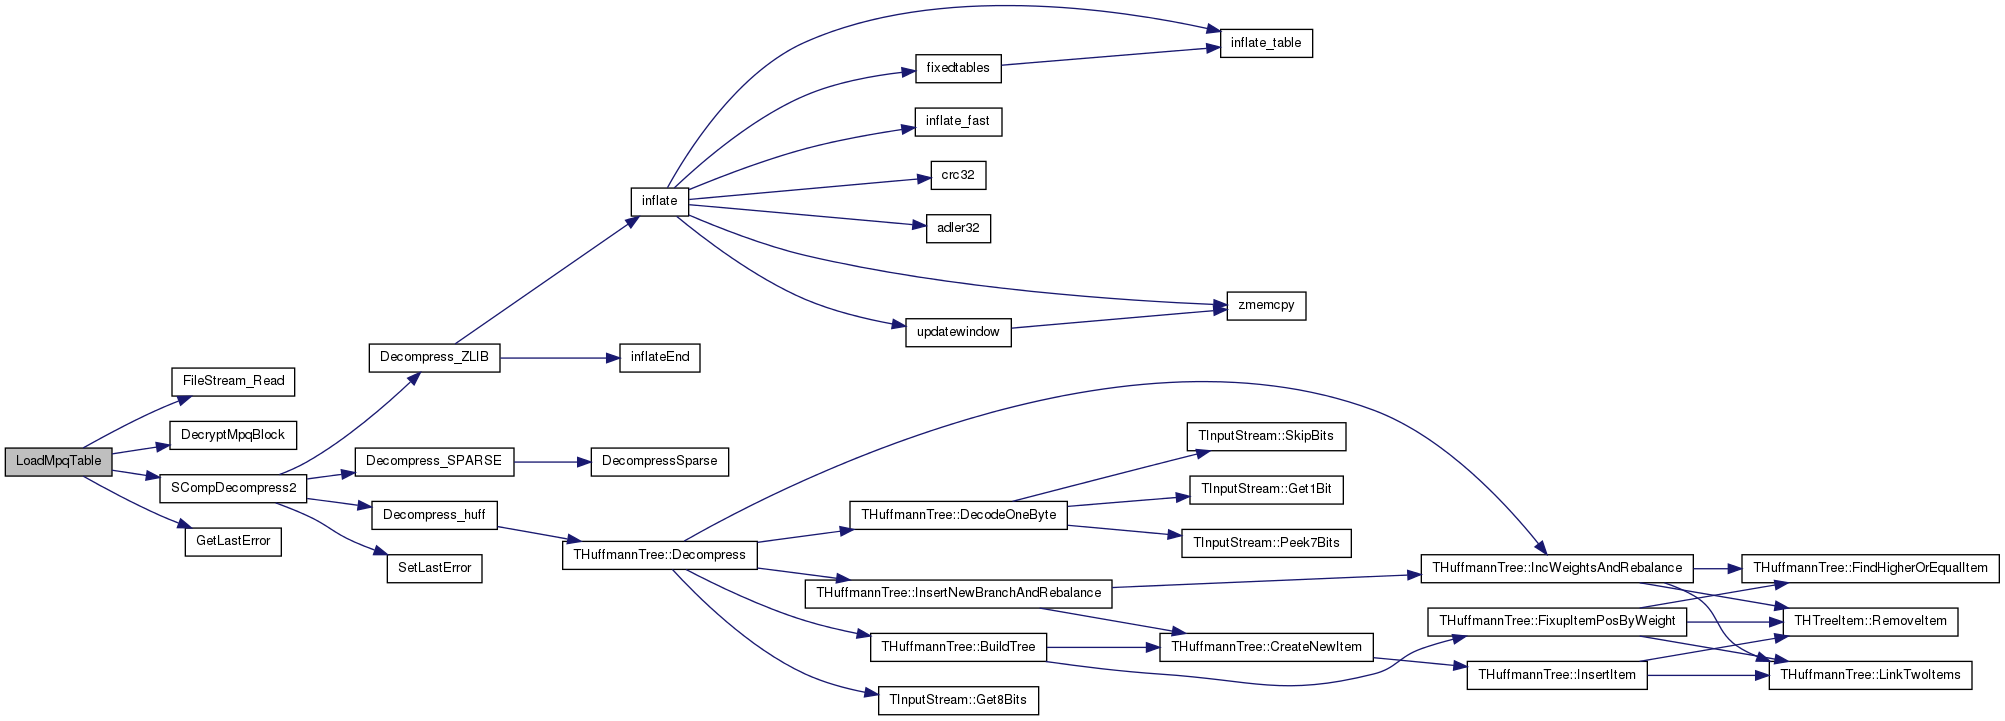 LoadMpqTable
FileStream_Read
DecryptMpqBlock
SCompDecompress2
GetLastError
Decompress_ZLIB
Decompress_SPARSE
Decompress_huff
SetLastError
inflate
inflateEnd
DecompressSparse
THuffmannTree::Decompress
fixedtables
inflate_fast
crc32
adler32
updatewindow
THuffmannTree::DecodeOneByte
THuffmannTree::InsertNewBranchAndRebalance
THuffmannTree::BuildTree
TInputStream::Get8Bits
inflate_table
zmemcpy
TInputStream::SkipBits
TInputStream::Get1Bit
TInputStream::Peek7Bits
THuffmannTree::CreateNewItem
THuffmannTree::IncWeightsAndRebalance
THuffmannTree::FixupItemPosByWeight
THuffmannTree::InsertItem
THuffmannTree::FindHigherOrEqualItem
THTreeItem::RemoveItem
THuffmannTree::LinkTwoItems